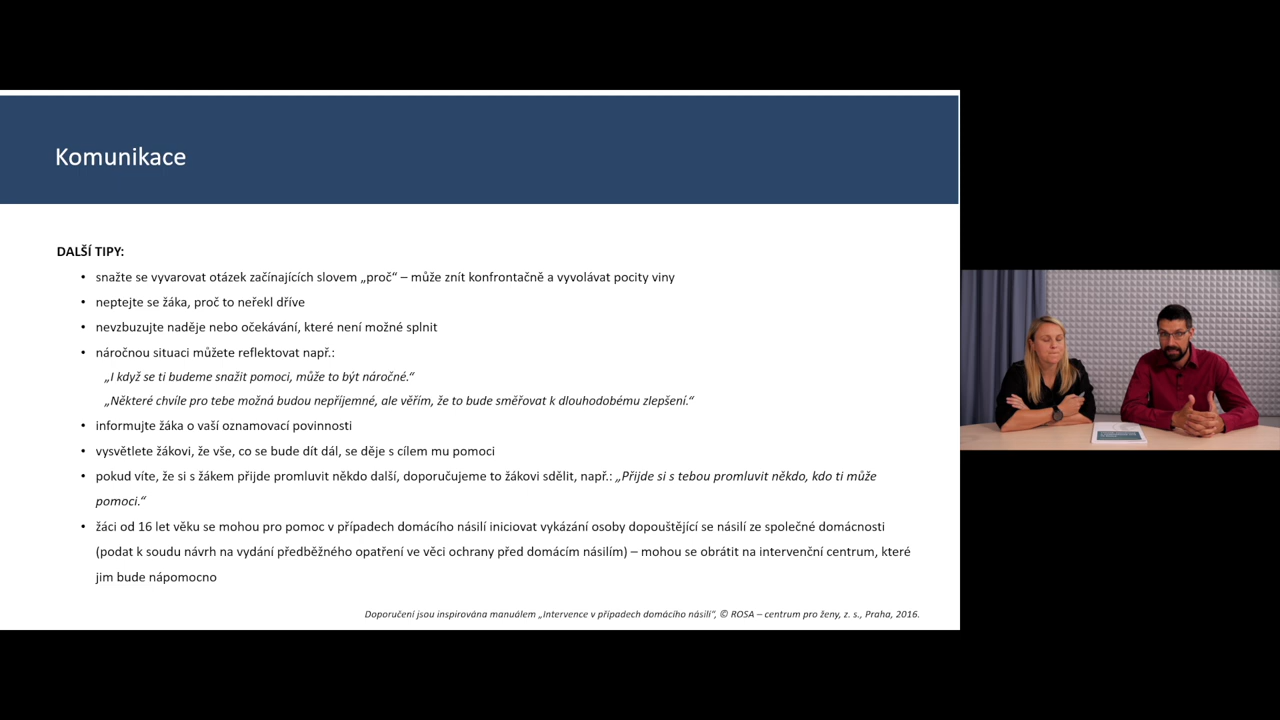 Komunikace
DALŠÍ TIPY:
• snažte se vyvarovat otázek začínajících slovem „proč“ – může znít konfrontačně a vyvolávat pocity viny
• neptejte se žáka, proč to neřekl dříve
• nevzbuzujte naděje nebo očekávání, které není možné splnit
• náročnou situaci můžete reflektovat např.:
„I když se ti budeme snažit pomoci, může to být náročné.“
„Některé chvíle pro tebe možná budou nepříjemné, ale věřím, že to bude směřovat k dlouhodobému zlepšení.“
• informujte žáka o vaší oznamovací povinnosti
• vysvětlete žákovi, že vše, co se bude dít dál, se děje s cílem mu pomoci
• pokud víte, že si s žákem přijde promluvit někdo další, doporučujeme to žákovi sdělit, např.: „Přijde si s tebou promluvit někdo, kdo ti může
pomoci.“
• žáci od 16 let věku se mohou pro pomoc v případech domácího násilí iniciovat vykázání osoby dopouštějící se násilí ze společné domácnosti
(podat k soudu návrh na vydání předběžného opatření ve věci ochrany před domácím násilím) – mohou se obrátit na intervenční centrum, které
jim bude nápomocno
Doporučení jsou inspirována manuálem „Intervence v případech domácího násilí“, © ROSA – centrum pro ženy, z. s., Praha, 2016.